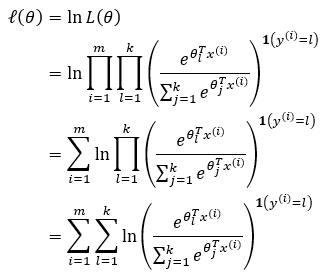 ℓ(θ) = ln L(θ)
= ln ∏_{i=1}^{m} ∏_{l=1}^{k} (e^{θ_l^T x^{(i)}} / ∑_{j=1}^{k} e^{θ_j^T x^{(i)}})^{1(y^{(i)}=l)}
= ∑_{i=1}^{m} ln ∏_{l=1}^{k} (e^{θ_l^T x^{(i)}} / ∑_{j=1}^{k} e^{θ_j^T x^{(i)}})^{1(y^{(i)}=l)}
= ∑_{i=1}^{m} ∑_{l=1}^{k} ln (e^{θ_l^T x^{(i)}} / ∑_{j=1}^{k} e^{θ_j^T x^{(i)}})^{1(y^{(i)}=l)}